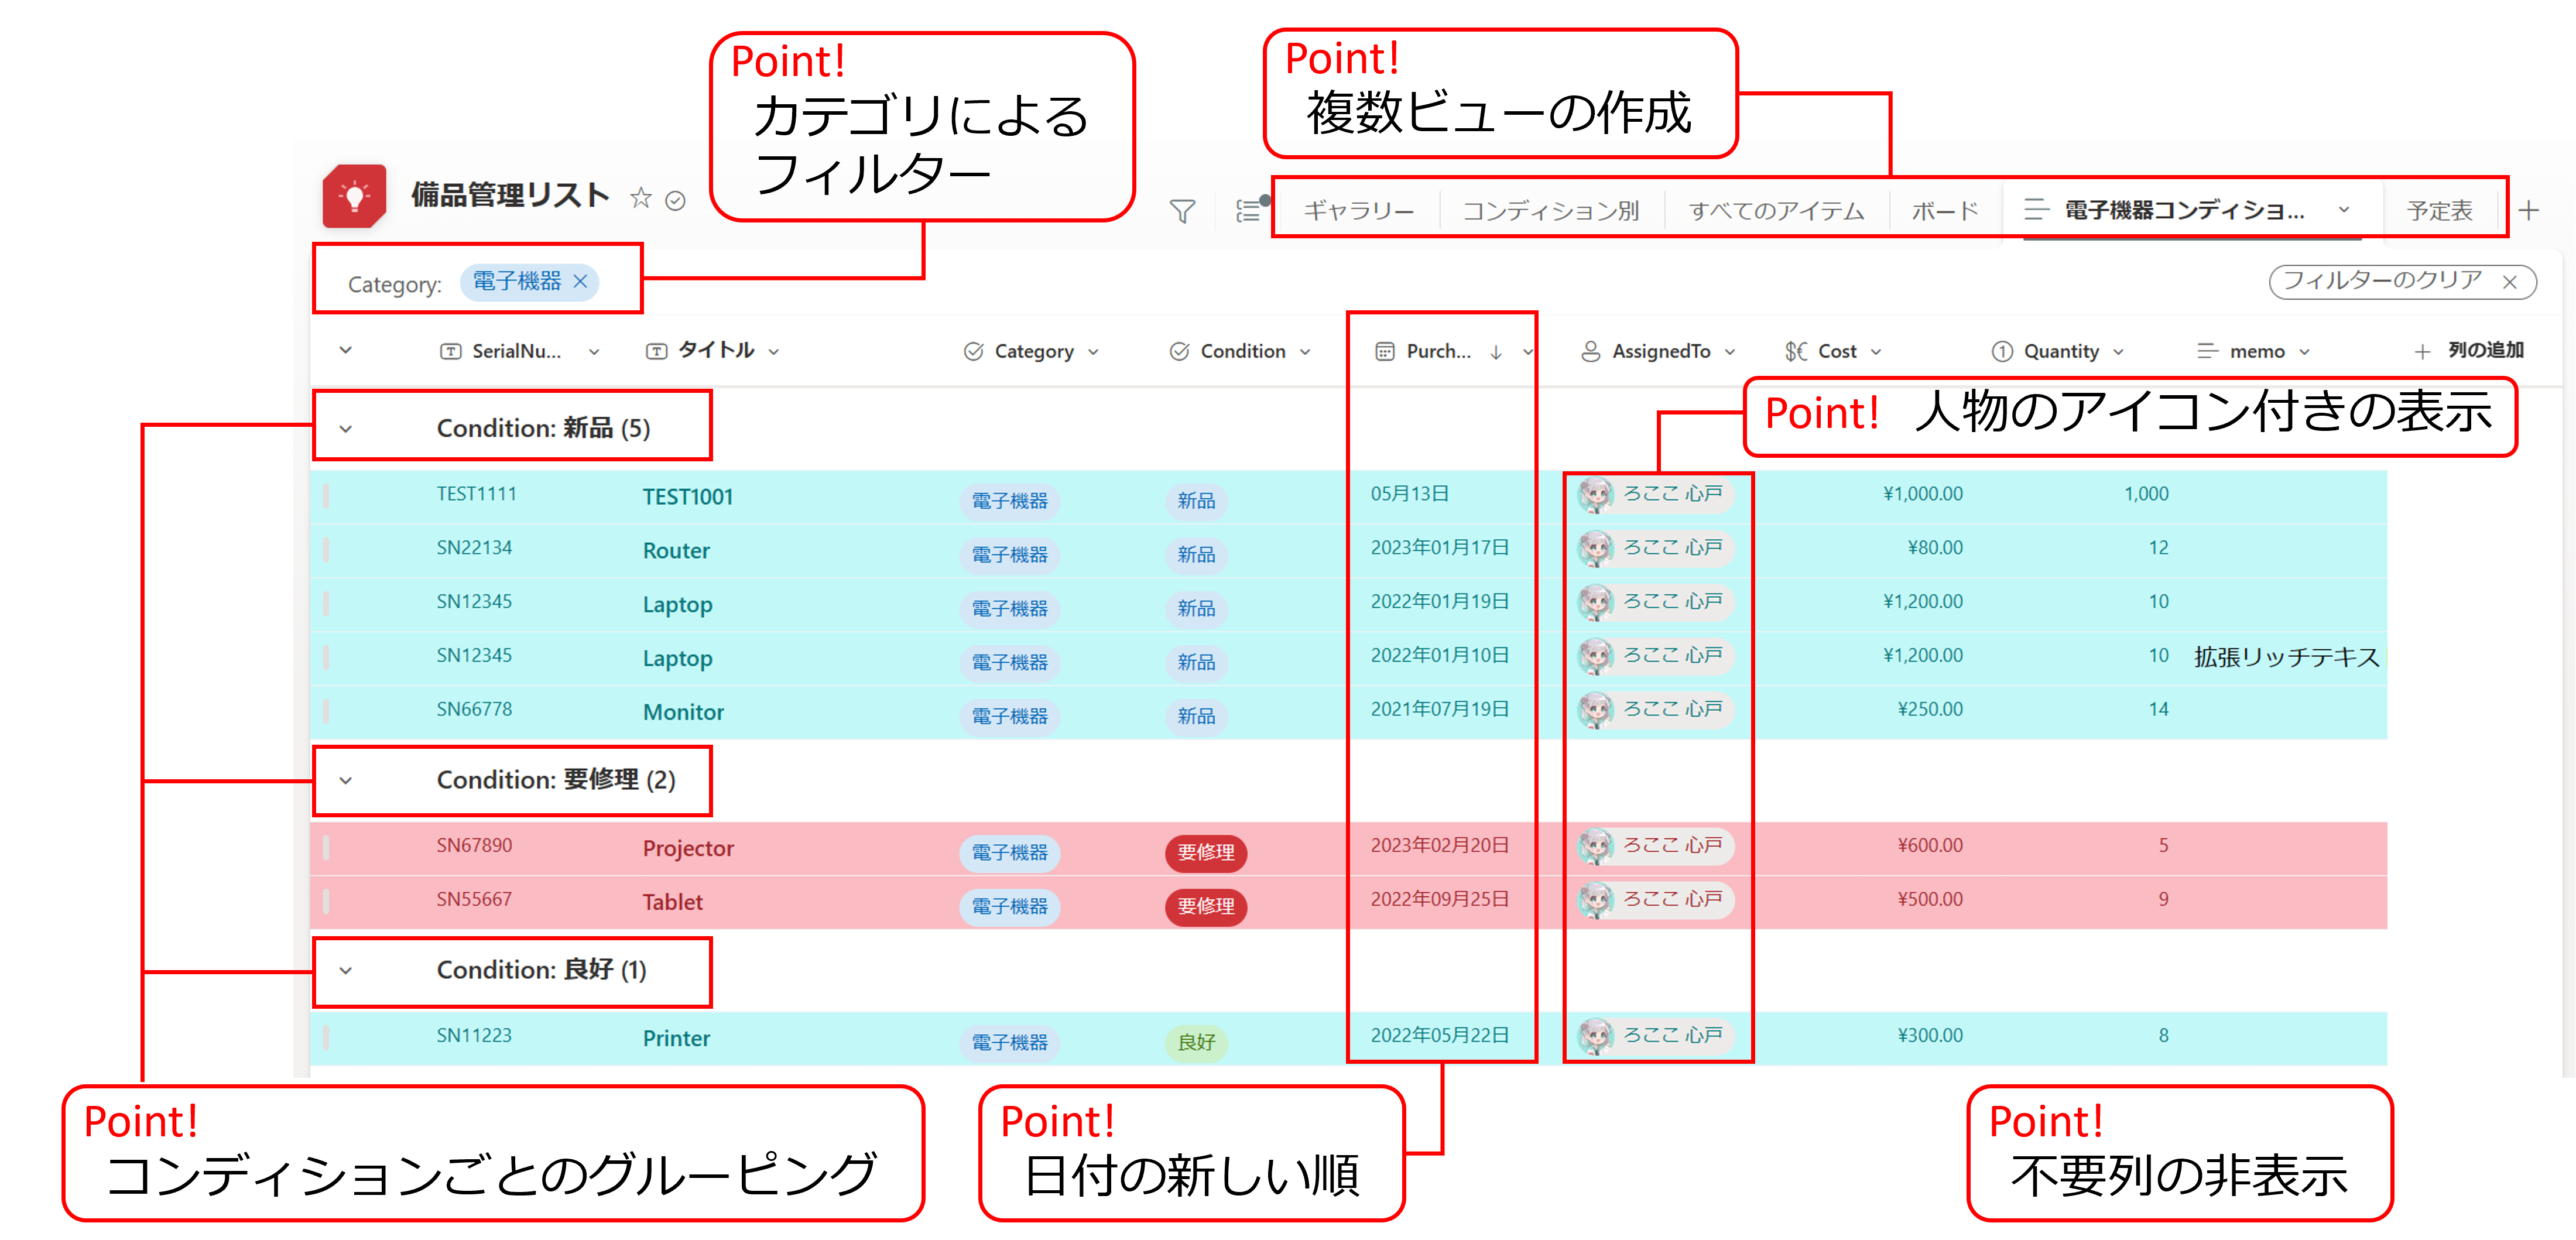 Point!
カテゴリによる
フィルター
Point!
複数ビューの作成
備品管理リスト
ギャラリー コンディション別 すべてのアイテム ボード 電子機器コンディショ... 予定表
Category: 電子機器
フィルターのクリア
SerialNu... タイトル Category Condition Purch... AssignedTo Cost Quantity memo 列の追加
Point! 人物のアイコン付きの表示
Condition: 新品 (5)
TEST1111 TEST1001 電子機器 新品 05月13日 ろここ 心戸 ¥1,000.00 1,000
SN22134 Router 電子機器 新品 2023年01月17日 ろここ 心戸 ¥80.00 12
SN12345 Laptop 電子機器 新品 2022年01月19日 ろここ 心戸 ¥1,200.00 10
SN12345 Laptop 電子機器 新品 2022年01月10日 ろここ 心戸 ¥1,200.00 10 拡張リッチテキス
SN66778 Monitor 電子機器 新品 2021年07月19日 ろここ 心戸 ¥250.00 14
Condition: 要修理 (2)
SN67890 Projector 電子機器 要修理 2023年02月20日 ろここ 心戸 ¥600.00 5
SN55667 Tablet 電子機器 要修理 2022年09月25日 ろここ 心戸 ¥500.00 9
Condition: 良好 (1)
SN11223 Printer 電子機器 良好 2022年05月22日 ろここ 心戸 ¥300.00 8
Point!
コンディションごとのグルーピング
Point!
日付の新しい順
Point!
不要列の非表示